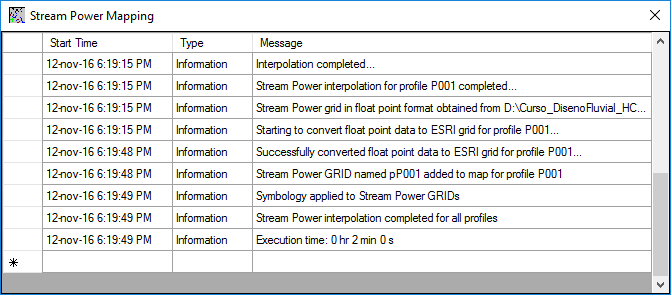 Stream Power Mapping
Start Time Type Message
12-nov-16 6:19:15 PM Information Interpolation completed...
12-nov-16 6:19:15 PM Information Stream Power interpolation for profile P001 completed...
12-nov-16 6:19:15 PM Information Stream Power grid in float point format obtained from D:\Curso_DisenoFluvial_HC...
12-nov-16 6:19:15 PM Information Starting to convert float point data to ESRI grid for profile P001...
12-nov-16 6:19:48 PM Information Successfully converted float point data to ESRI grid for profile P001...
12-nov-16 6:19:48 PM Information Stream Power GRID named pP001 added to map for profile P001
12-nov-16 6:19:49 PM Information Symbology applied to Stream Power GRIDs
12-nov-16 6:19:49 PM Information Stream Power interpolation completed for all profiles
12-nov-16 6:19:49 PM Information Execution time: 0 hr 2 min 0 s